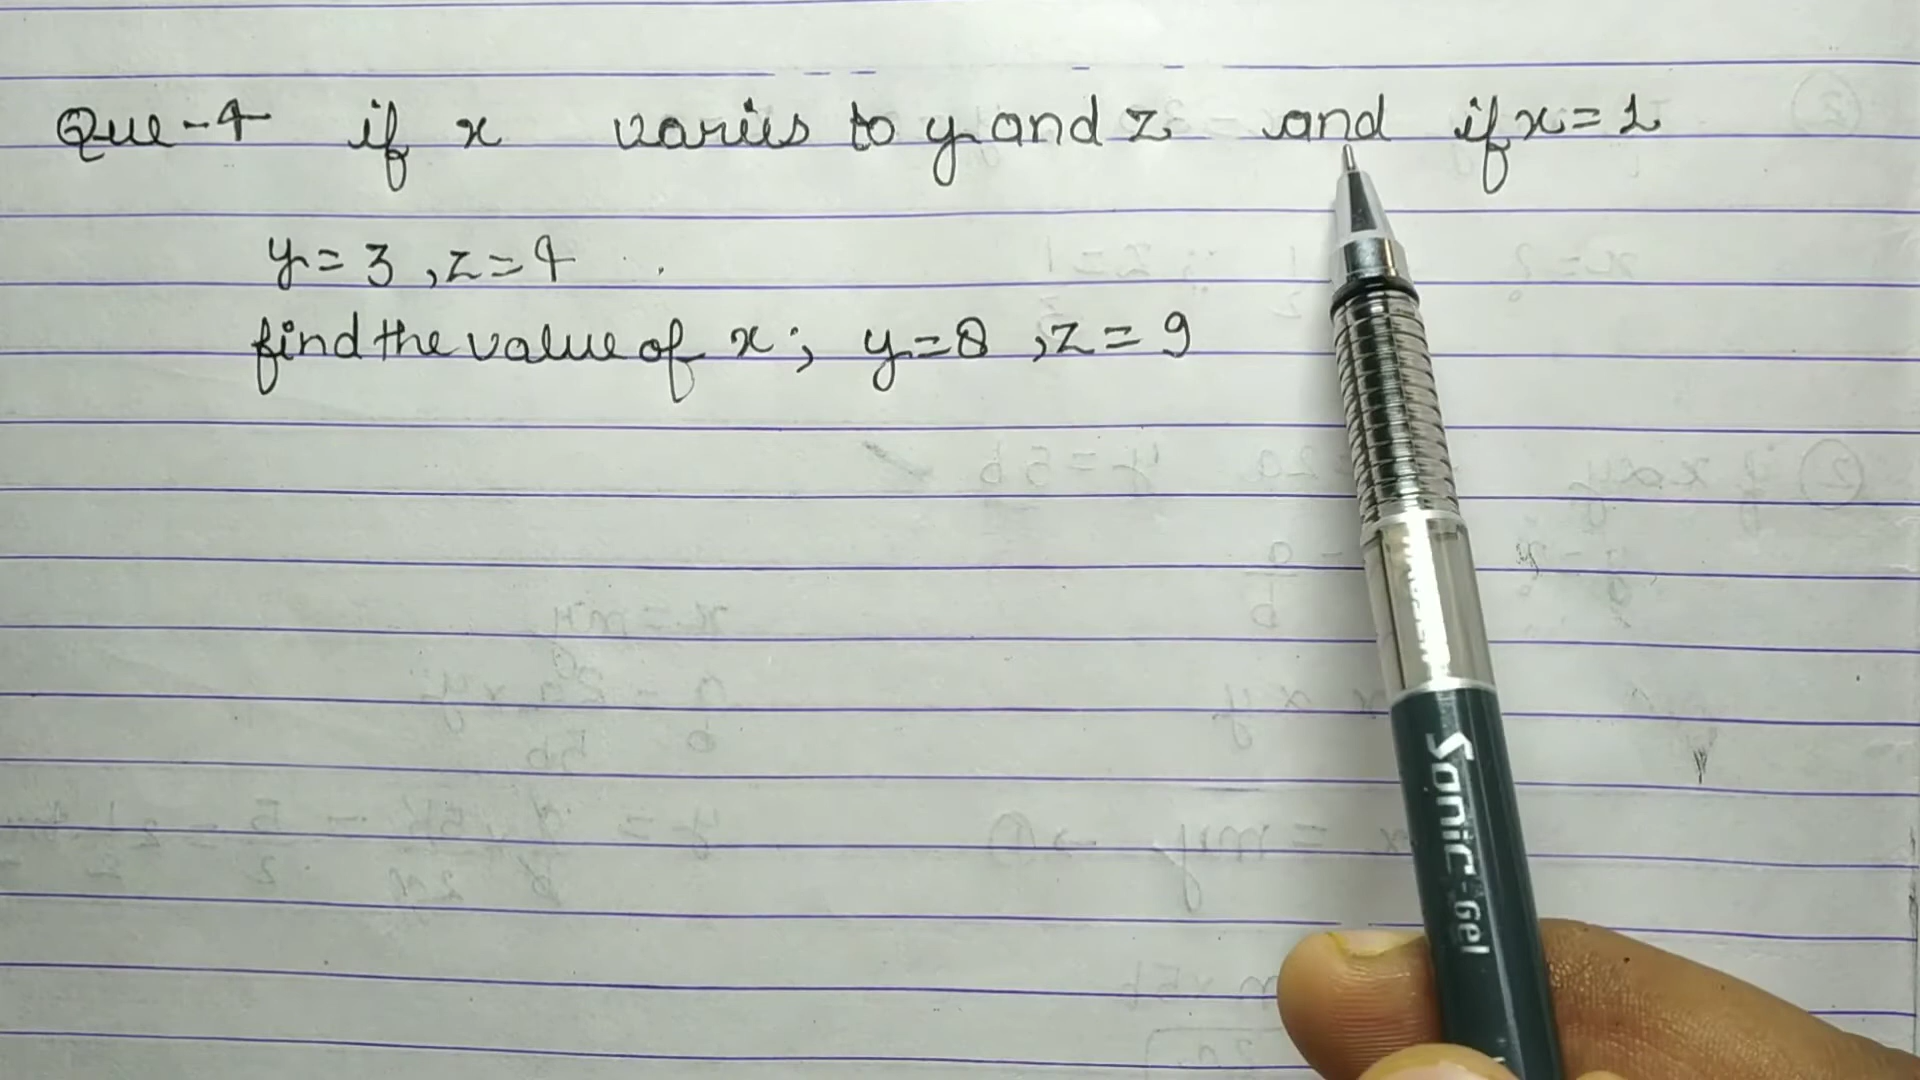 Que-4 if x varies to y and z and if x=1
y=3, z=4
find the value of x; y=8, z=9
Sonic-Gel